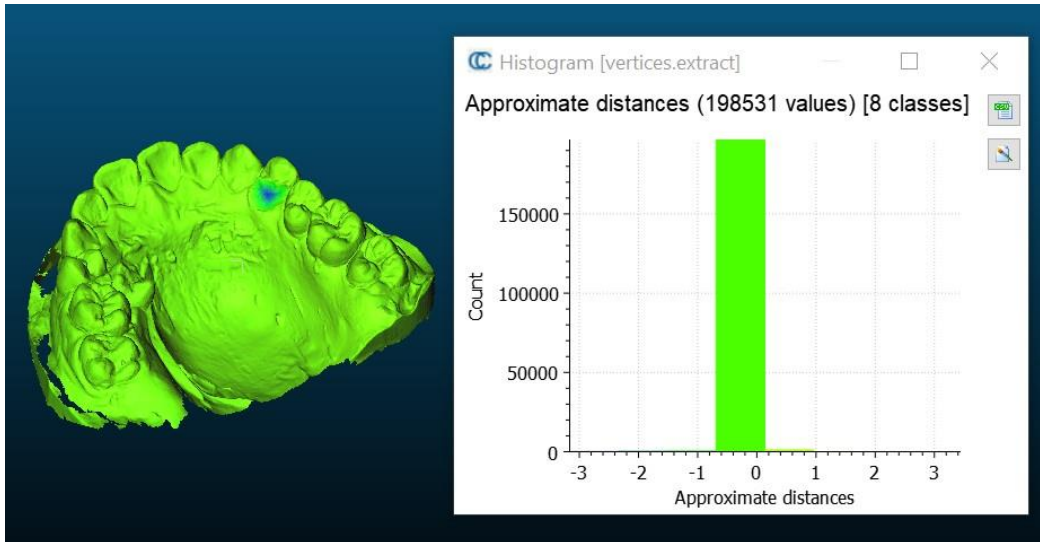 Histogram [vertices.extract]
Approximate distances (198531 values) [8 classes]
CSV
150000
100000
50000
0
Count
-3 -2 -1 0 1 2 3
Approximate distances